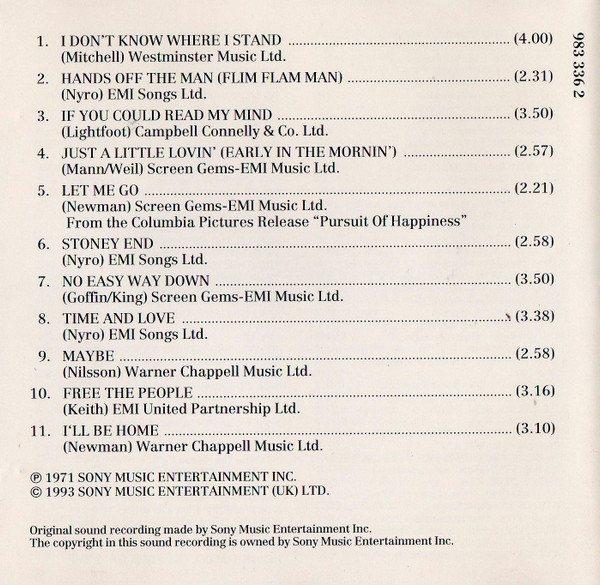 1. I DON'T KNOW WHERE I STAND ........ (4.00)
(Mitchell) Westminster Music Ltd.
2. HANDS OFF THE MAN (FLIM FLAM MAN) ........ (2.31)
(Nyro) EMI Songs Ltd.
3. IF YOU COULD READ MY MIND ........ (3.50)
(Lightfoot) Campbell Connelly & Co. Ltd.
4. JUST A LITTLE LOVIN' (EARLY IN THE MORNIN') ........ (2.57)
(Mann/Weil) Screen Gems-EMI Music Ltd.
5. LET ME GO ........ (2.21)
(Newman) Screen Gems-EMI Music Ltd.
From the Columbia Pictures Release “Pursuit Of Happiness”
6. STONEY END ........ (2.58)
(Nyro) EMI Songs Ltd.
7. NO EASY WAY DOWN ........ (3.50)
(Goffin/King) Screen Gems-EMI Music Ltd.
8. TIME AND LOVE ........ (3.38)
(Nyro) EMI Songs Ltd.
9. MAYBE ........ (2.58)
(Nilsson) Warner Chappell Music Ltd.
10. FREE THE PEOPLE ........ (3.16)
(Keith) EMI United Partnership Ltd.
11. I'LL BE HOME ........ (3.10)
(Newman) Warner Chappell Music Ltd.
℗ 1971 SONY MUSIC ENTERTAINMENT INC.
© 1993 SONY MUSIC ENTERTAINMENT (UK) LTD.
Original sound recording made by Sony Music Entertainment Inc.
The copyright in this sound recording is owned by Sony Music Entertainment Inc.
983 336 2